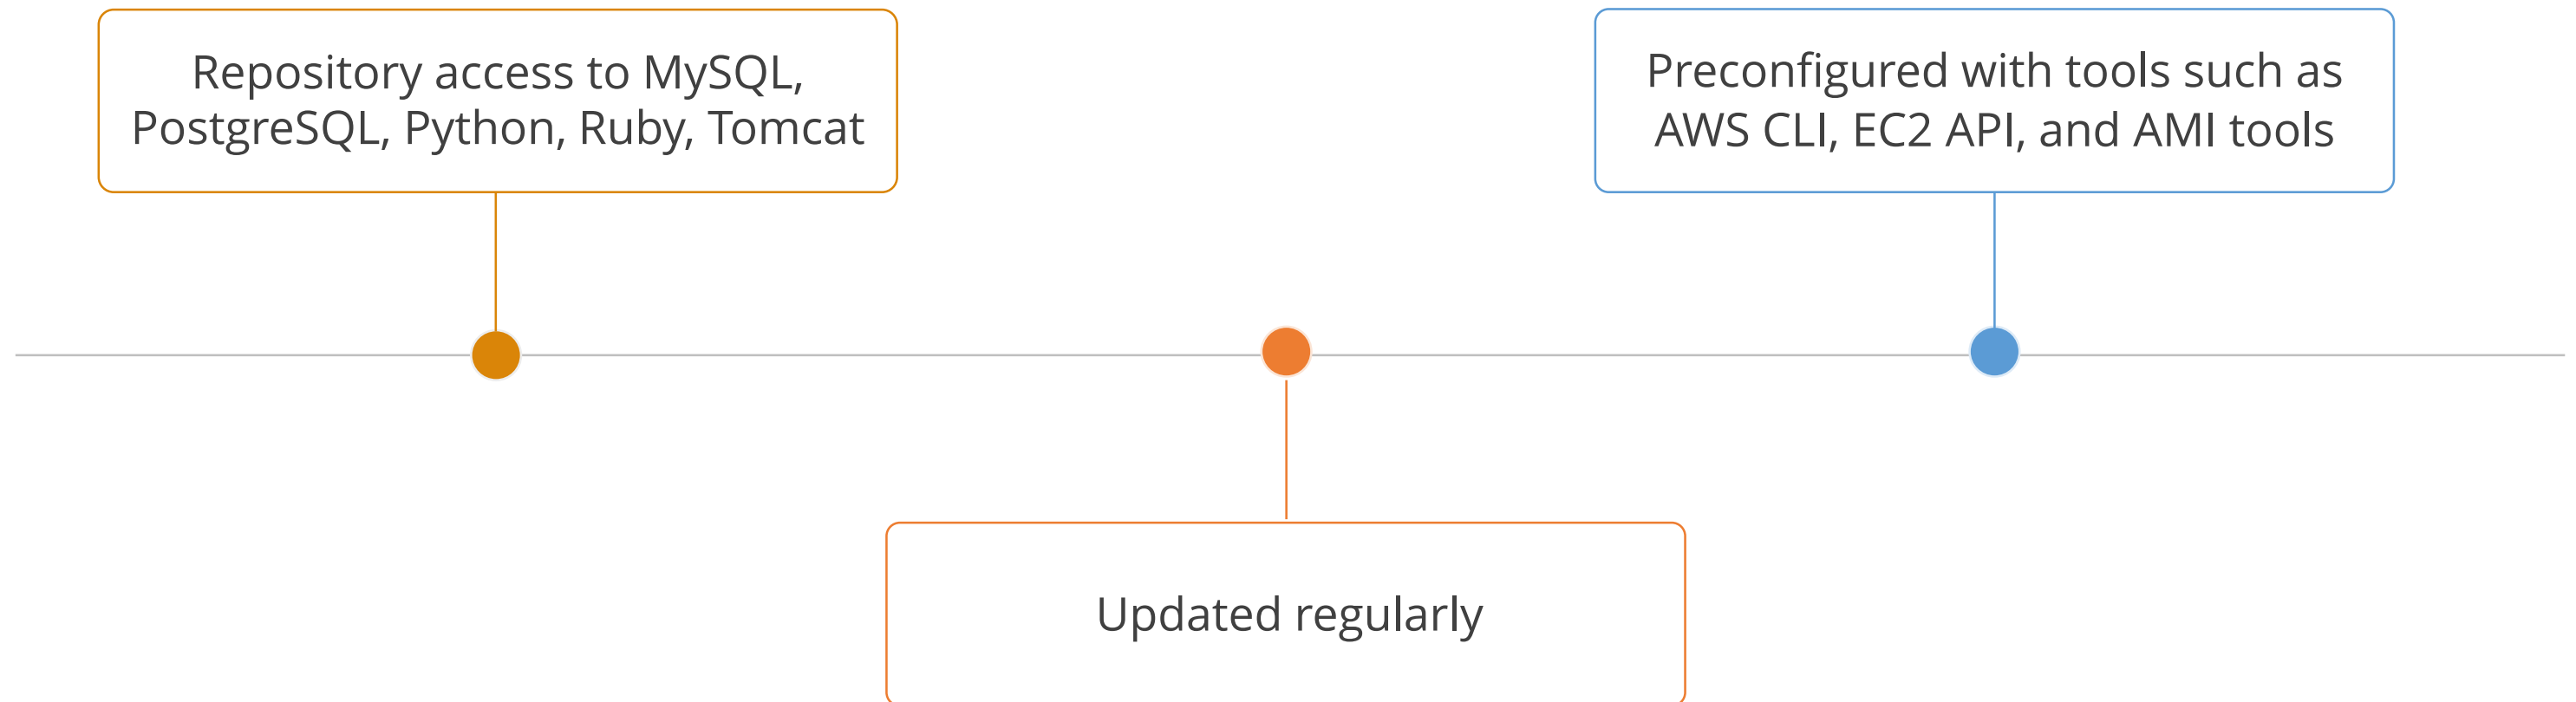 Repository access to MySQL,
PostgreSQL, Python, Ruby, Tomcat
Preconfigured with tools such as
AWS CLI, EC2 API, and AMI tools
Updated regularly